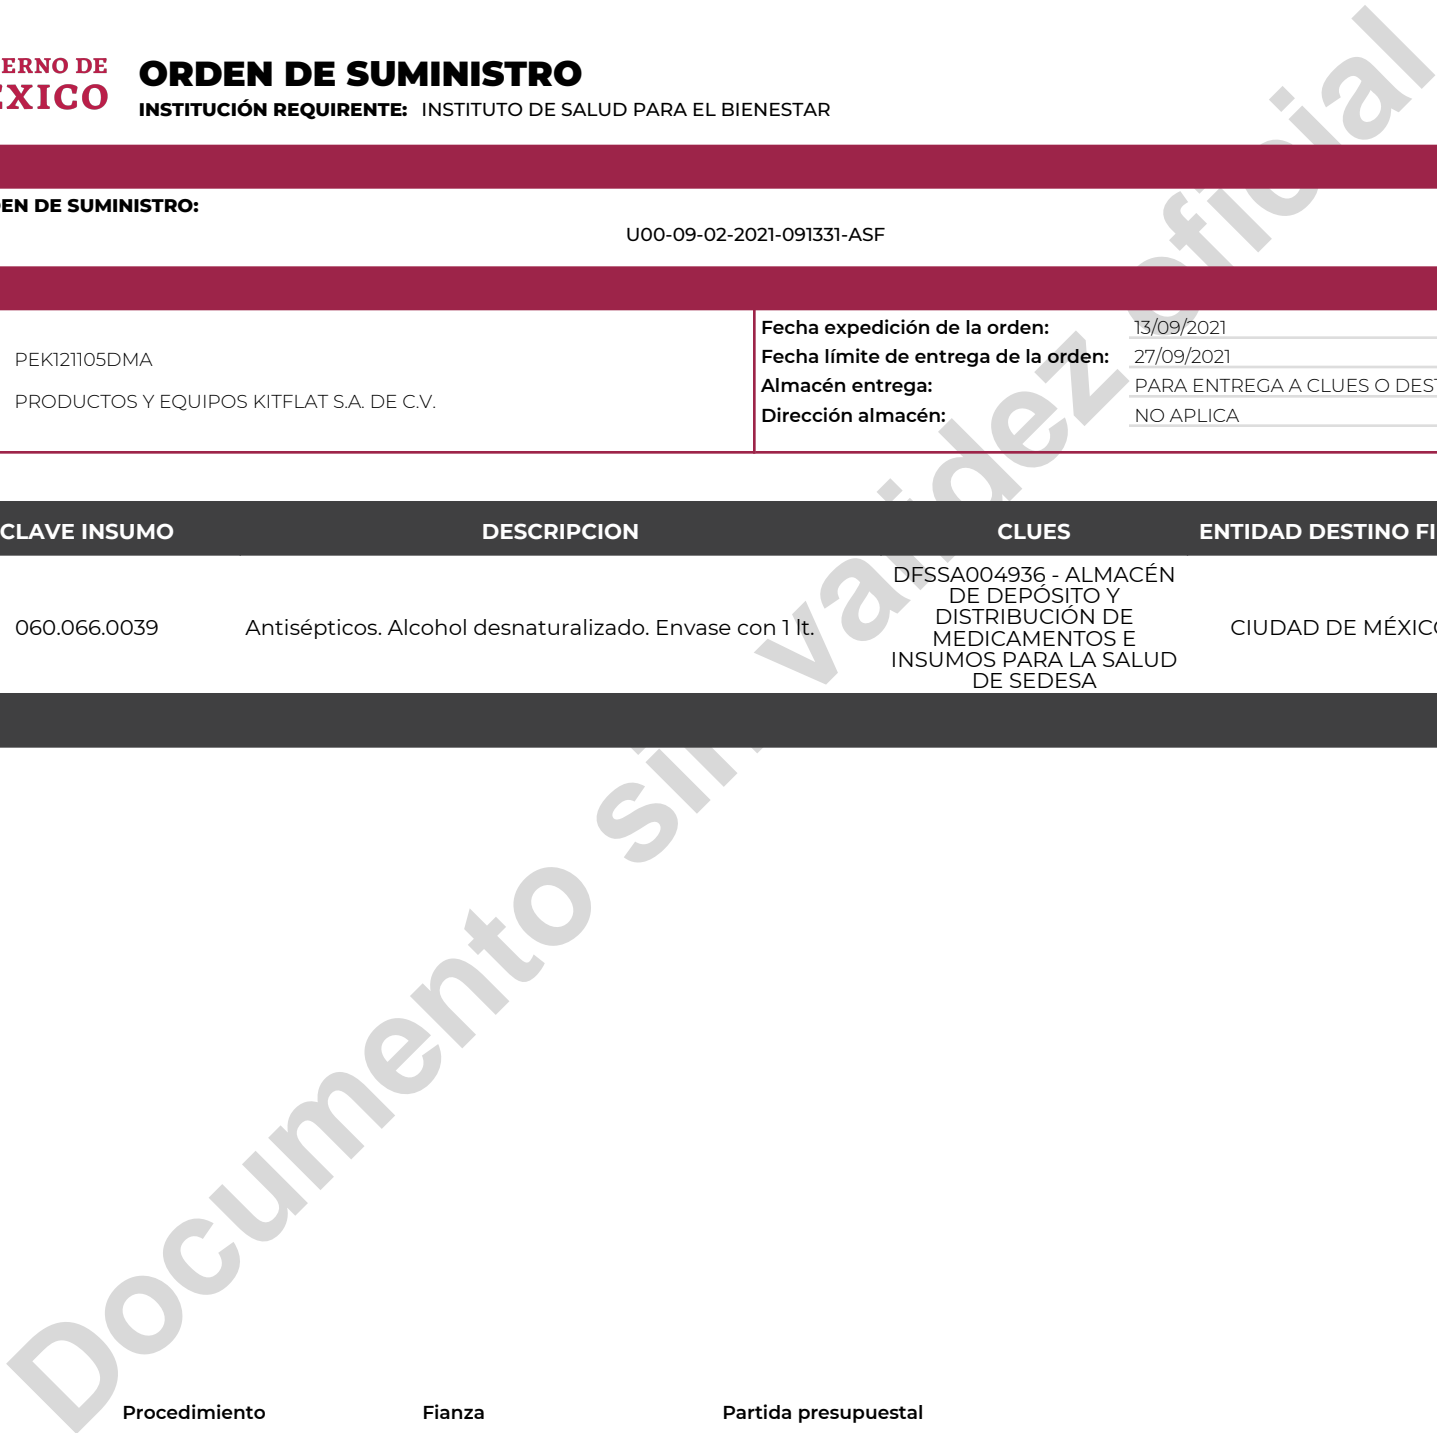 ERNO DE
ÉXICO
ORDEN DE SUMINISTRO
INSTITUCIÓN REQUIRENTE: INSTITUTO DE SALUD PARA EL BIENESTAR
EN DE SUMINISTRO:
U00-09-02-2021-091331-ASF
PEK121105DMA
PRODUCTOS Y EQUIPOS KITFLAT S.A. DE C.V.
Fecha expedición de la orden: 13/09/2021
Fecha límite de entrega de la orden: 27/09/2021
Almacén entrega: PARA ENTREGA A CLUES O DEST
Dirección almacén: NO APLICA
CLAVE INSUMO DESCRIPCION CLUES ENTIDAD DESTINO FI
060.066.0039 Antisépticos. Alcohol desnaturalizado. Envase con 1 lt.
DFSSA004936 - ALMACÉN
DE DEPÓSITO Y
DISTRIBUCIÓN DE
MEDICAMENTOS E
INSUMOS PARA LA SALUD
DE SEDESA
CIUDAD DE MÉXICO
Documento sin validez oficial
Procedimiento Fianza Partida presupuestal